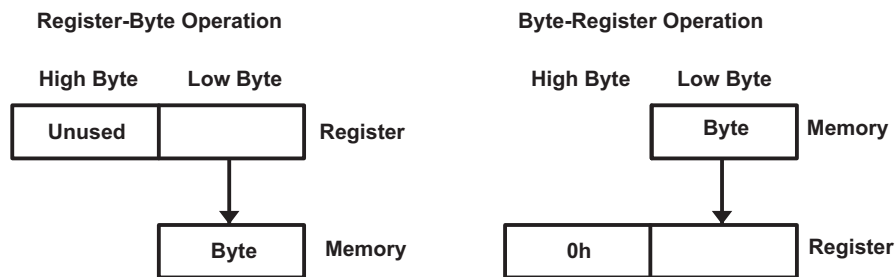 Register-Byte Operation
High Byte Low Byte
Unused
Register
Byte
Memory
Byte-Register Operation
High Byte Low Byte
Byte
Memory
0h
Register